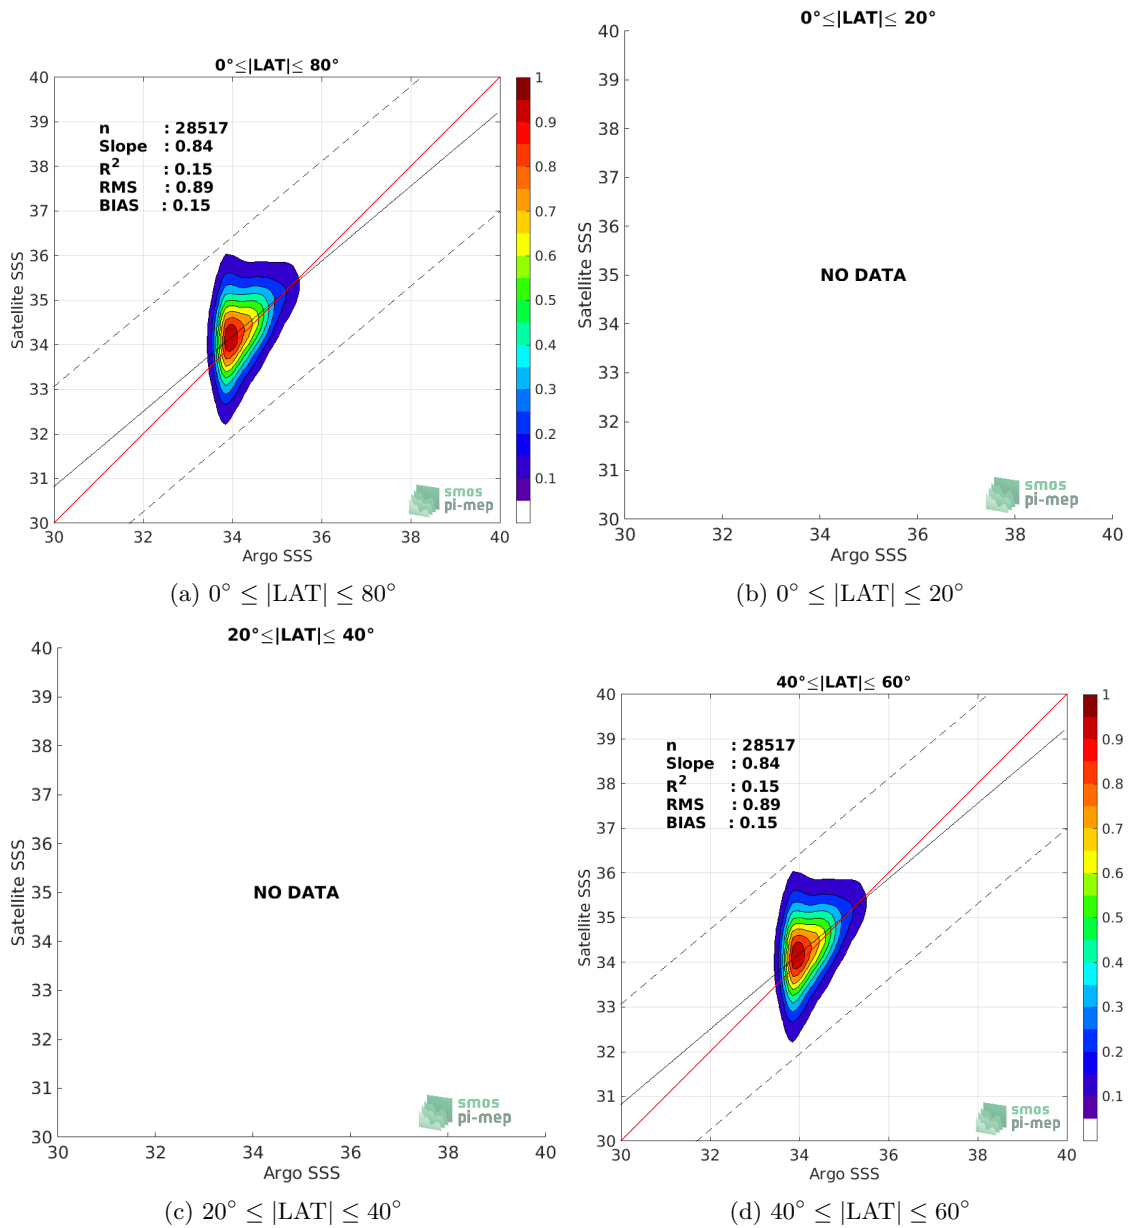 0°≤|LAT|≤ 80°
40
39
38
37
36
35
34
33
32
31
30
Satellite SSS
n : 28517
Slope : 0.84
R² : 0.15
RMS : 0.89
BIAS : 0.15
smos
pi-mep
30 32 34 36 38 40
Argo SSS
1
0.9
0.8
0.7
0.6
0.5
0.4
0.3
0.2
0.1
(a) 0° ≤ |LAT| ≤ 80°
0°≤|LAT|≤ 20°
40
39
38
37
36
35
34
33
32
31
30
Satellite SSS
NO DATA
smos
pi-mep
30 32 34 36 38 40
Argo SSS
(b) 0° ≤ |LAT| ≤ 20°
20°≤|LAT|≤ 40°
40
39
38
37
36
35
34
33
32
31
30
Satellite SSS
NO DATA
smos
pi-mep
30 32 34 36 38 40
Argo SSS
(c) 20° ≤ |LAT| ≤ 40°
40°≤|LAT|≤ 60°
40
39
38
37
36
35
34
33
32
31
30
Satellite SSS
n : 28517
Slope : 0.84
R² : 0.15
RMS : 0.89
BIAS : 0.15
smos
pi-mep
30 32 34 36 38 40
Argo SSS
1
0.9
0.8
0.7
0.6
0.5
0.4
0.3
0.2
0.1
(d) 40° ≤ |LAT| ≤ 60°